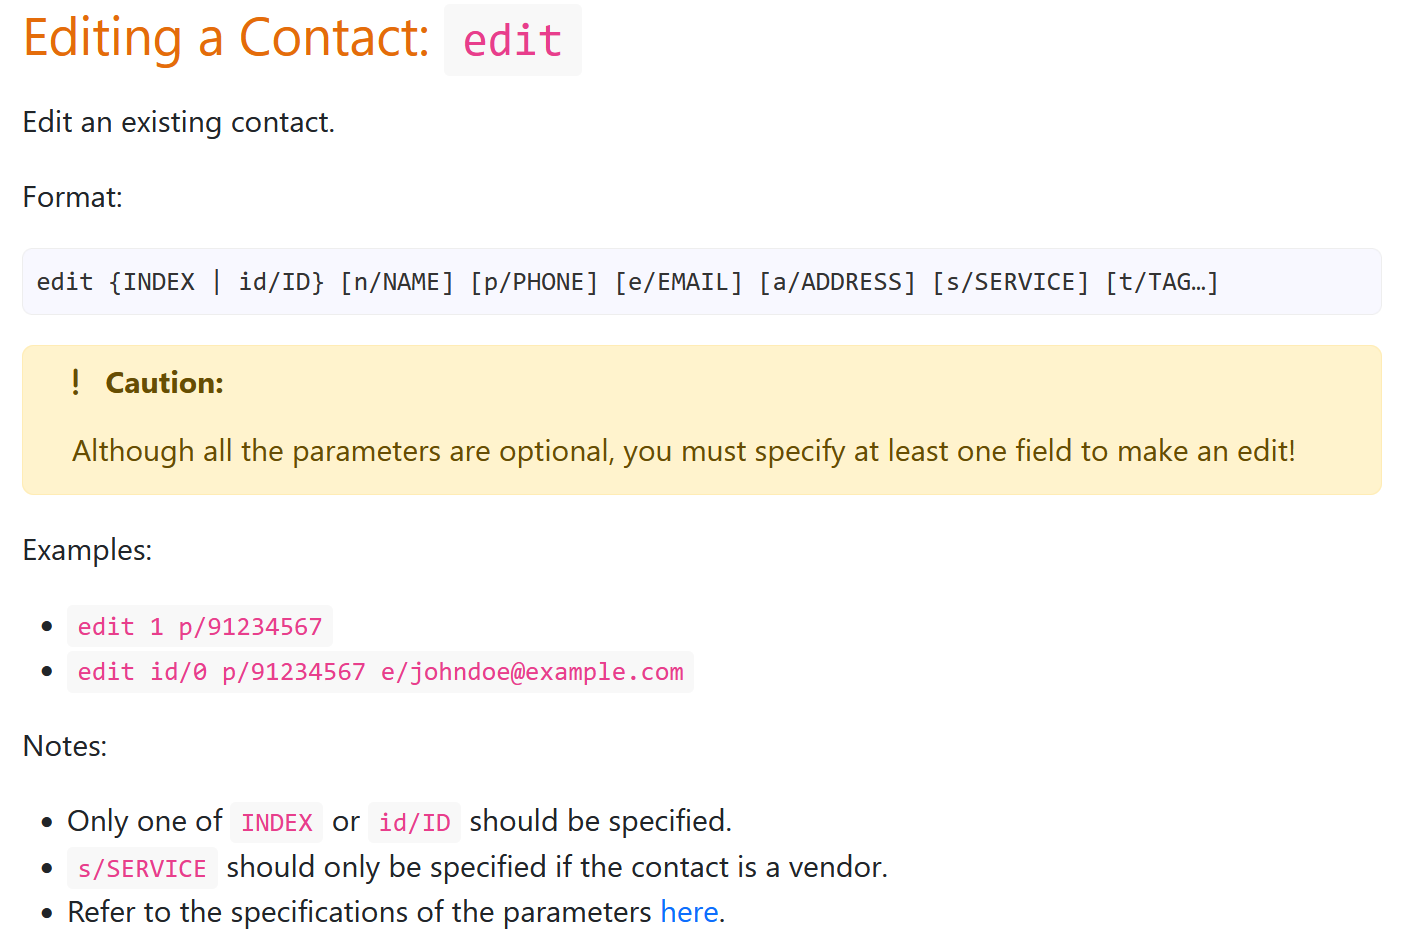 Editing a Contact: edit
Edit an existing contact.
Format:
edit {INDEX | id/ID} [n/NAME] [p/PHONE] [e/EMAIL] [a/ADDRESS] [s/SERVICE] [t/TAG…]
! Caution:
Although all the parameters are optional, you must specify at least one field to make an edit!
Examples:
• edit 1 p/91234567
• edit id/0 p/91234567 e/johndoe@example.com
Notes:
• Only one of INDEX or id/ID should be specified.
• s/SERVICE should only be specified if the contact is a vendor.
• Refer to the specifications of the parameters here.